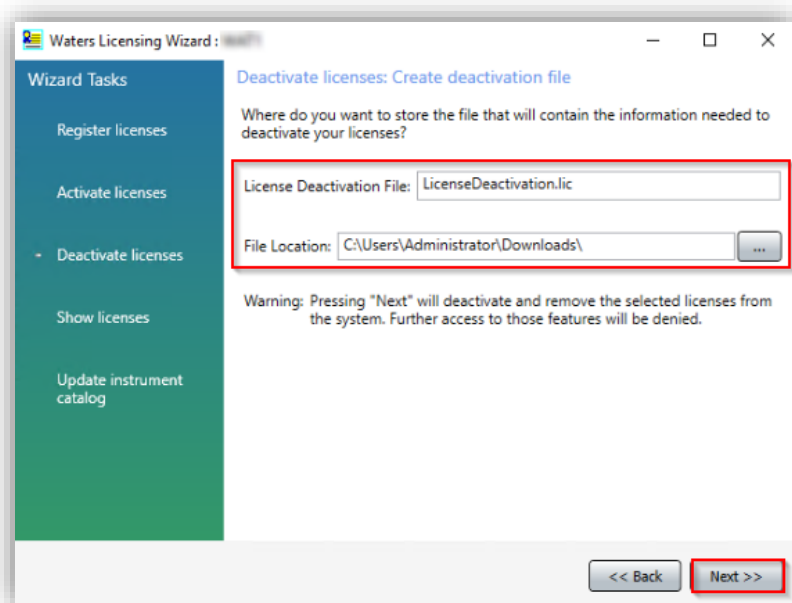 Waters Licensing Wizard :
Wizard Tasks
Register licenses
Activate licenses
- Deactivate licenses
Show licenses
Update instrument
catalog
Deactivate licenses: Create deactivation file
Where do you want to store the file that will contain the information needed to
deactivate your licenses?
License Deactivation File: LicenseDeactivation.lic
File Location: C:\Users\Administrator\Downloads\ ...
Warning: Pressing "Next" will deactivate and remove the selected licenses from
the system. Further access to those features will be denied.
<< Back Next >>